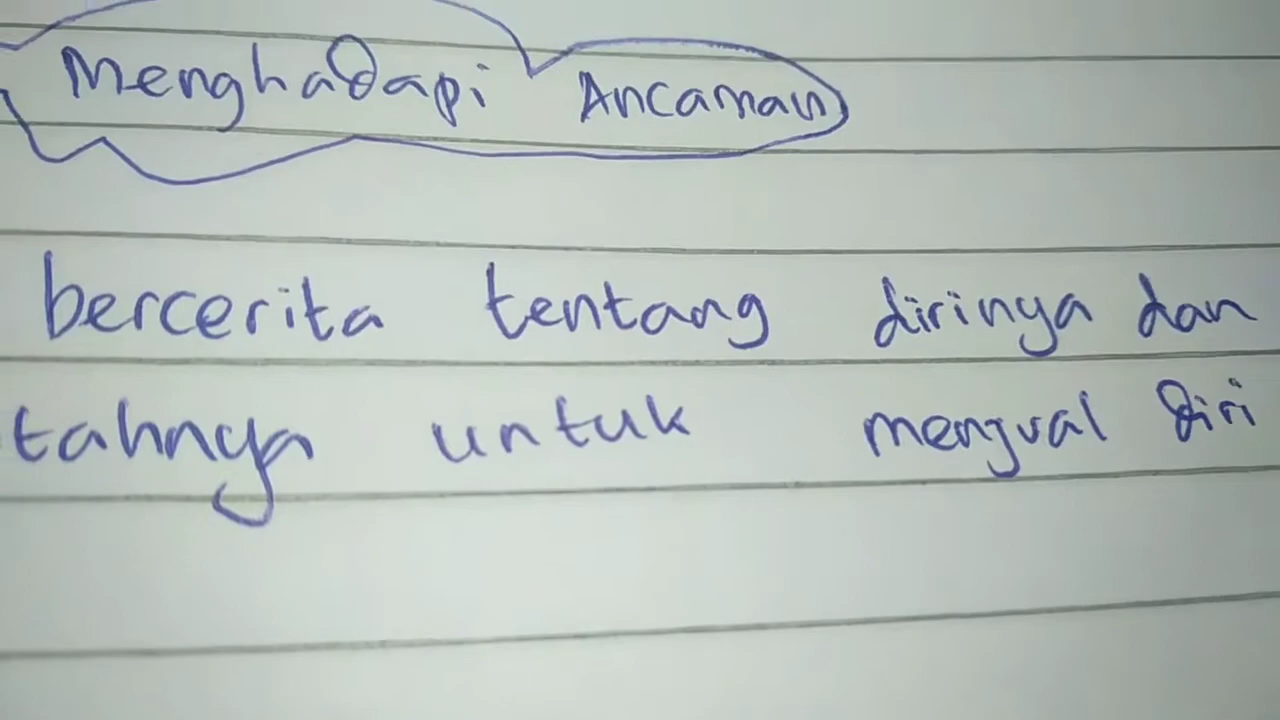 Menghadapi Ancaman
bercerita tentang dirinya dan
tahnya untuk menjual diri